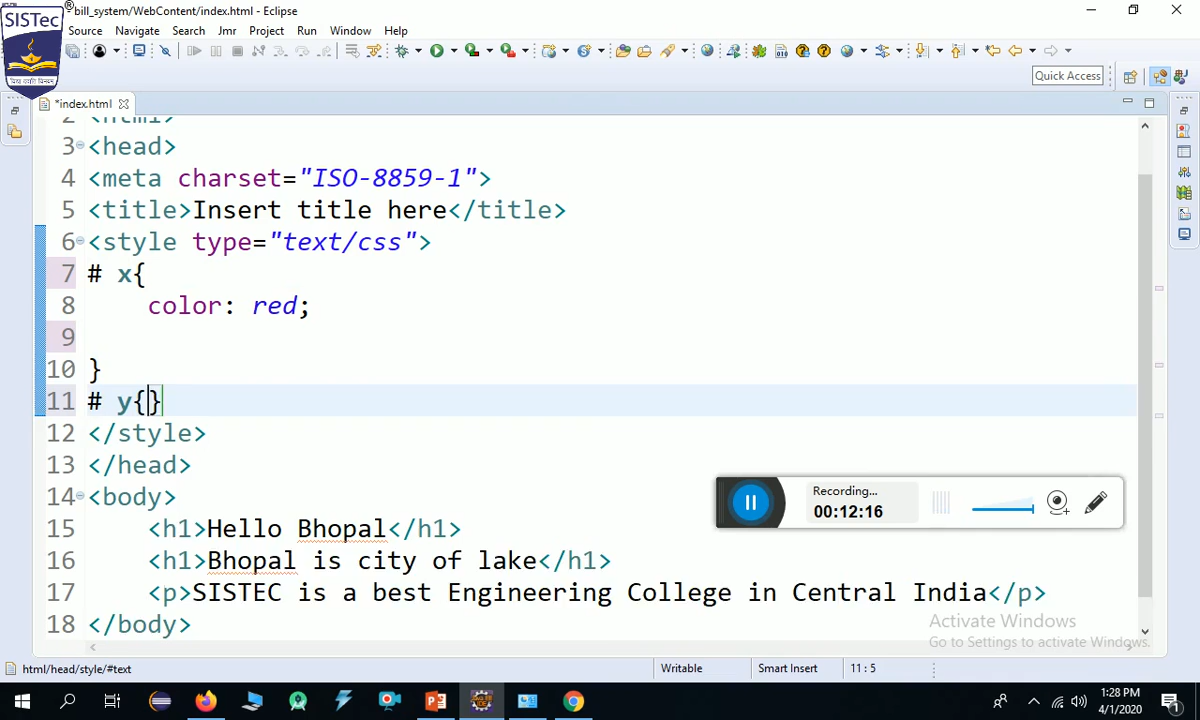 SISTec
®
bill_system/WebContent/index.html - Eclipse
Source Navigate Search Jmr Project Run Window Help
Quick Access
*index.html
2 <html>
3 <head>
4 <meta charset="ISO-8859-1">
5 <title>Insert title here</title>
6 <style type="text/css">
7 # x{
8 color: red;
9
10 }
11 # y{}
12 </style>
13 </head>
14 <body>
15 <h1>Hello Bhopal</h1>
16 <h1>Bhopal is city of lake</h1>
17 <p>SISTEC is a best Engineering College in Central India</p>
18 </body>
Recording...
00:12:16
Activate Windows
Go to Settings to activate Windows.
html/head/style/#text
Writable
Smart Insert
11 : 5
1:28 PM
4/1/2020